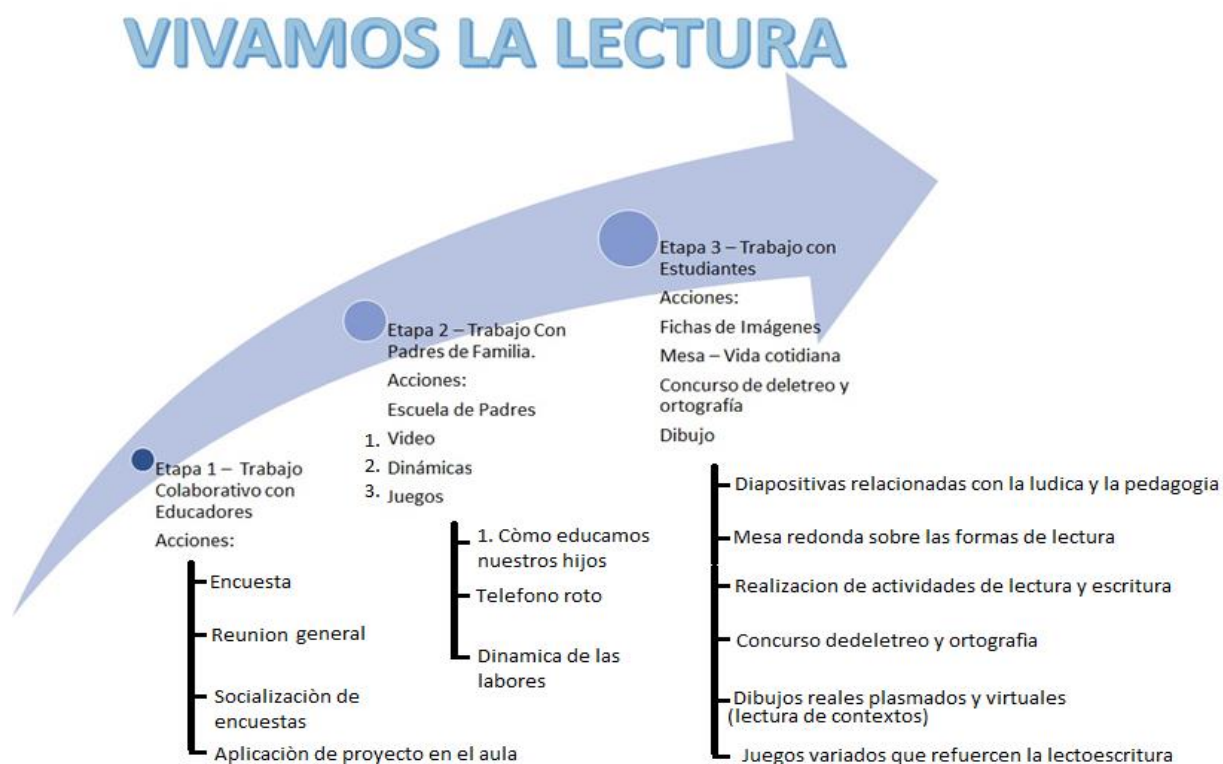 VIVAMOS LA LECTURA
Etapa 1 – Trabajo
Colaborativo con
Educadores
Acciones:
Encuesta
Reunion general
Socializaciòn de
encuestas
Aplicaciòn de proyecto en el aula
Etapa 2 – Trabajo Con
Padres de Familia.
Acciones:
Escuela de Padres
1. Video
2. Dinámicas
3. Juegos
1. Còmo educamos
nuestros hijos
Telefono roto
Dinamica de las
labores
Etapa 3 – Trabajo con
Estudiantes
Acciones:
Fichas de Imágenes
Mesa – Vida cotidiana
Concurso de deletreo y
ortografía
Dibujo
Diapositivas relacionadas con la ludica y la pedagogia
Mesa redonda sobre las formas de lectura
Realizacion de actividades de lectura y escritura
Concurso dedeletreo y ortografia
Dibujos reales plasmados y virtuales
(lectura de contextos)
Juegos variados que refuercen la lectoescritura